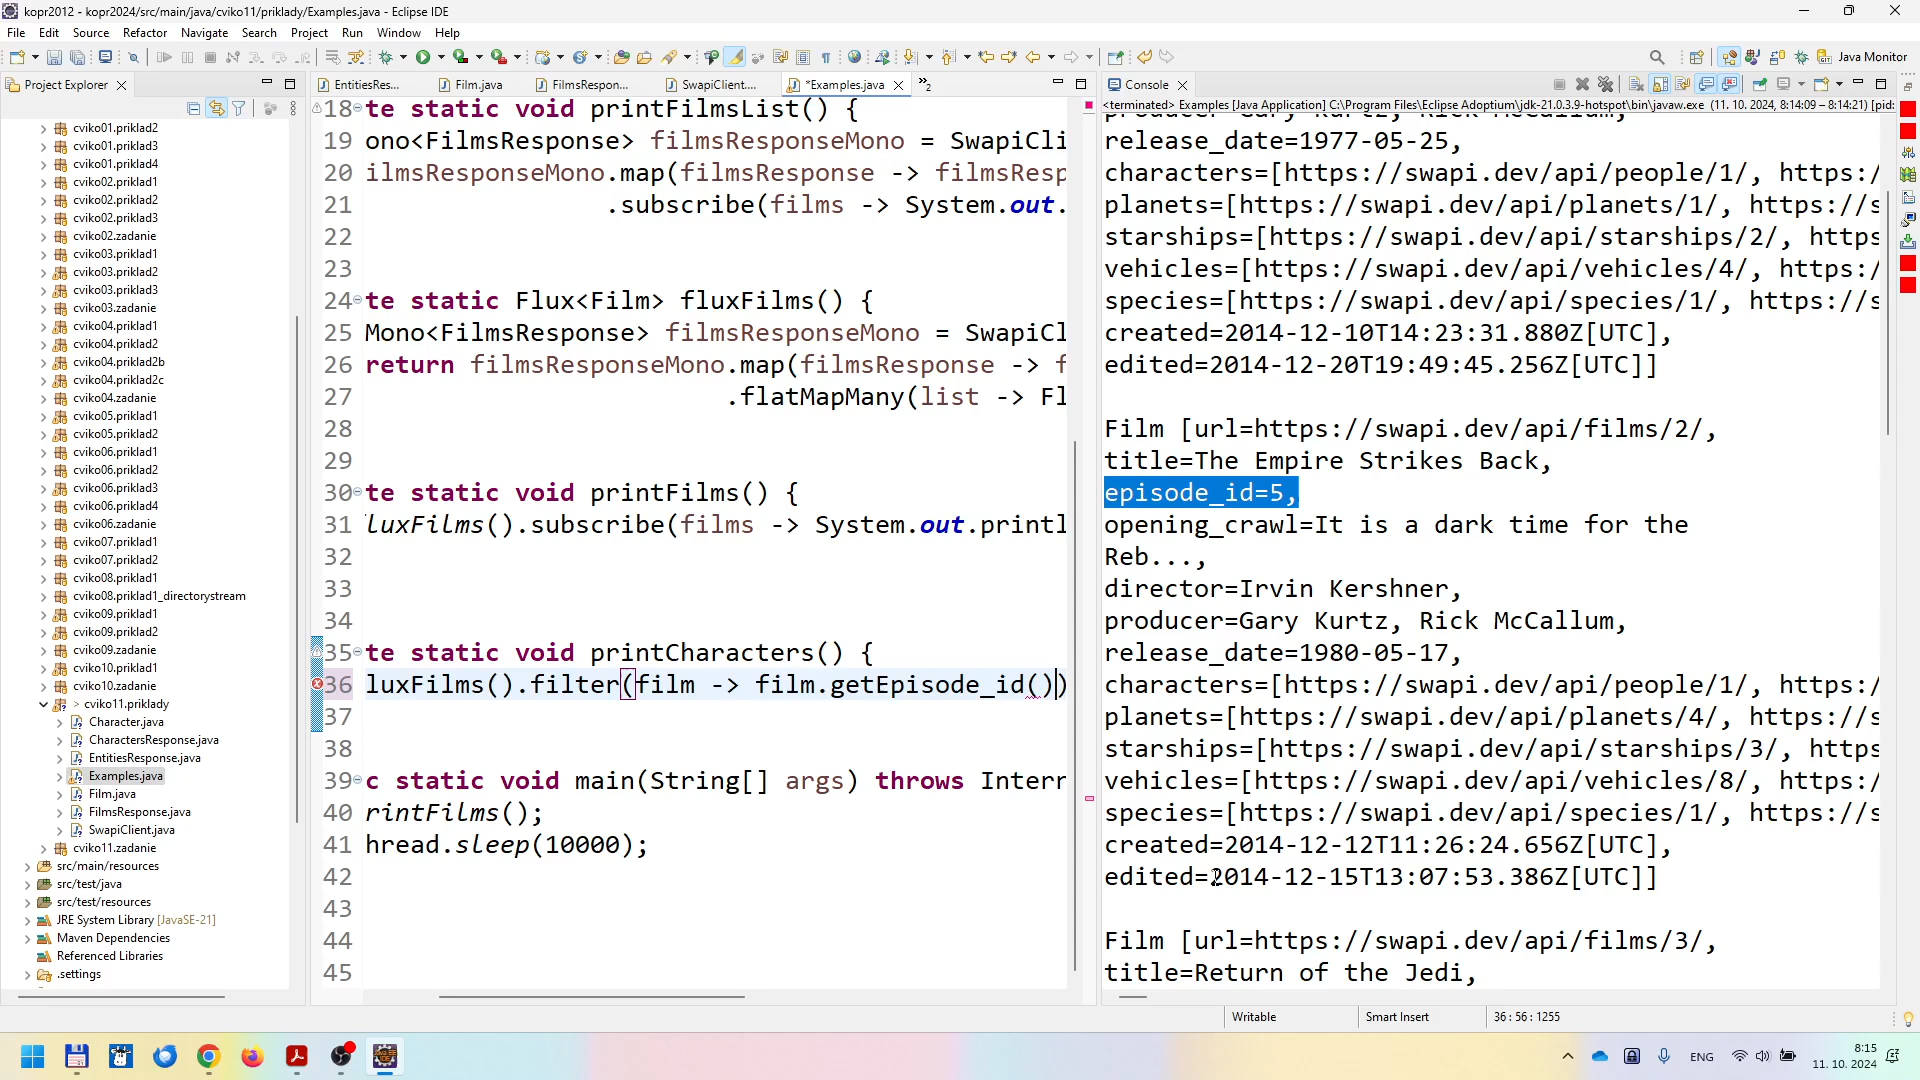 kopr2012 - kopr2024/src/main/java/cviko11/priklady/Examples.java - Eclipse IDE
File Edit Source Refactor Navigate Search Project Run Window Help
Java Monitor
Project Explorer
cviko01.priklad2
cviko01.priklad3
cviko01.priklad4
cviko02.priklad1
cviko02.priklad2
cviko02.priklad3
cviko02.zadanie
cviko03.priklad1
cviko03.priklad2
cviko03.priklad3
cviko03.zadanie
cviko04.priklad1
cviko04.priklad2
cviko04.priklad2b
cviko04.priklad2c
cviko04.zadanie
cviko05.priklad1
cviko05.priklad2
cviko06.priklad1
cviko06.priklad2
cviko06.priklad3
cviko06.priklad4
cviko06.zadanie
cviko07.priklad1
cviko07.priklad2
cviko08.priklad1
cviko08.priklad1_directorystream
cviko09.priklad1
cviko09.priklad2
cviko09.zadanie
cviko10.priklad1
cviko10.zadanie
> cviko11.priklady
Character.java
CharactersResponse.java
EntitiesResponse.java
Examples.java
Film.java
FilmsResponse.java
SwapiClient.java
cviko11.zadanie
src/main/resources
src/test/java
src/test/resources
JRE System Library [JavaSE-21]
Maven Dependencies
Referenced Libraries
.settings
EntitiesRes... Film.java FilmsRespon... SwapiClient.... *Examples.java »2
18 te static void printFilmsList() {
19 ono<FilmsResponse> filmsResponseMono = SwapiCli
20 ilmsResponseMono.map(filmsResponse -> filmsResp
21 .subscribe(films -> System.out.
22
23
24 te static Flux<Film> fluxFilms() {
25 Mono<FilmsResponse> filmsResponseMono = SwapiCl
26 return filmsResponseMono.map(filmsResponse -> f
27 .flatMapMany(list -> Fl
28
29
30 te static void printFilms() {
31 luxFilms().subscribe(films -> System.out.printl
32
33
34
35 te static void printCharacters() {
36 luxFilms().filter(film -> film.getEpisode_id())
37
38
39 c static void main(String[] args) throws Interr
40 rintFilms();
41 hread.sleep(10000);
42
43
44
45
Console
<terminated> Examples [Java Application] C:\Program Files\Eclipse Adoptium\jdk-21.0.3.9-hotspot\bin\javaw.exe (11. 10. 2024, 8:14:09 – 8:14:21) [pid:
producer=Gary Kurtz, Rick McCallum,
release_date=1977-05-25,
characters=[https://swapi.dev/api/people/1/, https:/
planets=[https://swapi.dev/api/planets/1/, https://s
starships=[https://swapi.dev/api/starships/2/, https
vehicles=[https://swapi.dev/api/vehicles/4/, https:/
species=[https://swapi.dev/api/species/1/, https://s
created=2014-12-10T14:23:31.880Z[UTC],
edited=2014-12-20T19:49:45.256Z[UTC]]
Film [url=https://swapi.dev/api/films/2/,
title=The Empire Strikes Back,
episode_id=5,
opening_crawl=It is a dark time for the
Reb...,
director=Irvin Kershner,
producer=Gary Kurtz, Rick McCallum,
release_date=1980-05-17,
characters=[https://swapi.dev/api/people/1/, https:/
planets=[https://swapi.dev/api/planets/4/, https://s
starships=[https://swapi.dev/api/starships/3/, https
vehicles=[https://swapi.dev/api/vehicles/8/, https:/
species=[https://swapi.dev/api/species/1/, https://s
created=2014-12-12T11:26:24.656Z[UTC],
edited=2014-12-15T13:07:53.386Z[UTC]]
Film [url=https://swapi.dev/api/films/3/,
title=Return of the Jedi,
Writable Smart Insert 36 : 56 : 1255
ENG 8:15
11. 10. 2024